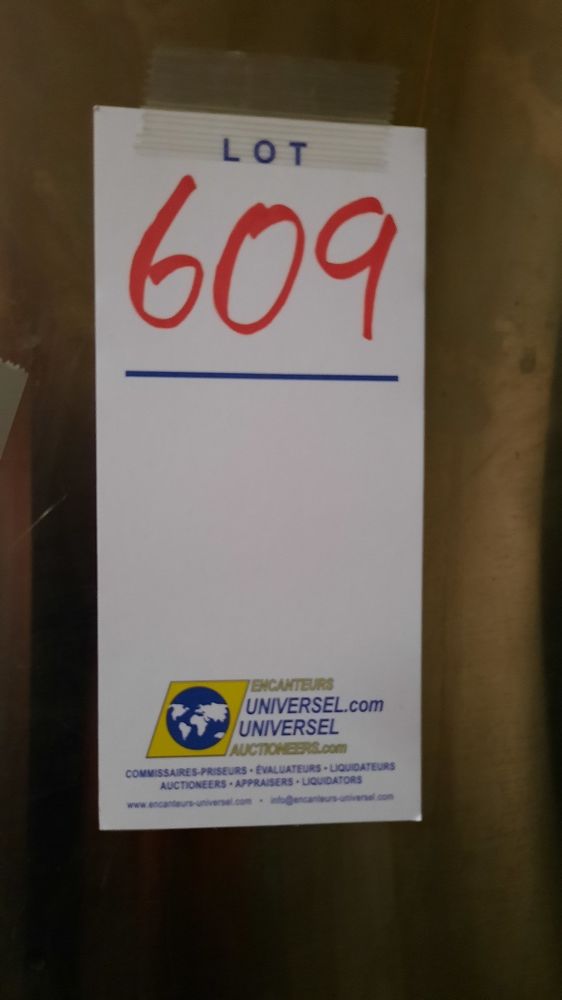 LOT
609
ENCANTEURS
UNIVERSEL.com
UNIVERSEL
AUCTIONEERS.com
COMMISSAIRES-PRISEURS • ÉVALUATEURS • LIQUIDATEURS
AUCTIONEERS • APPRAISERS • LIQUIDATORS
www.encanteurs-universel.com • info@encanteurs-universel.com